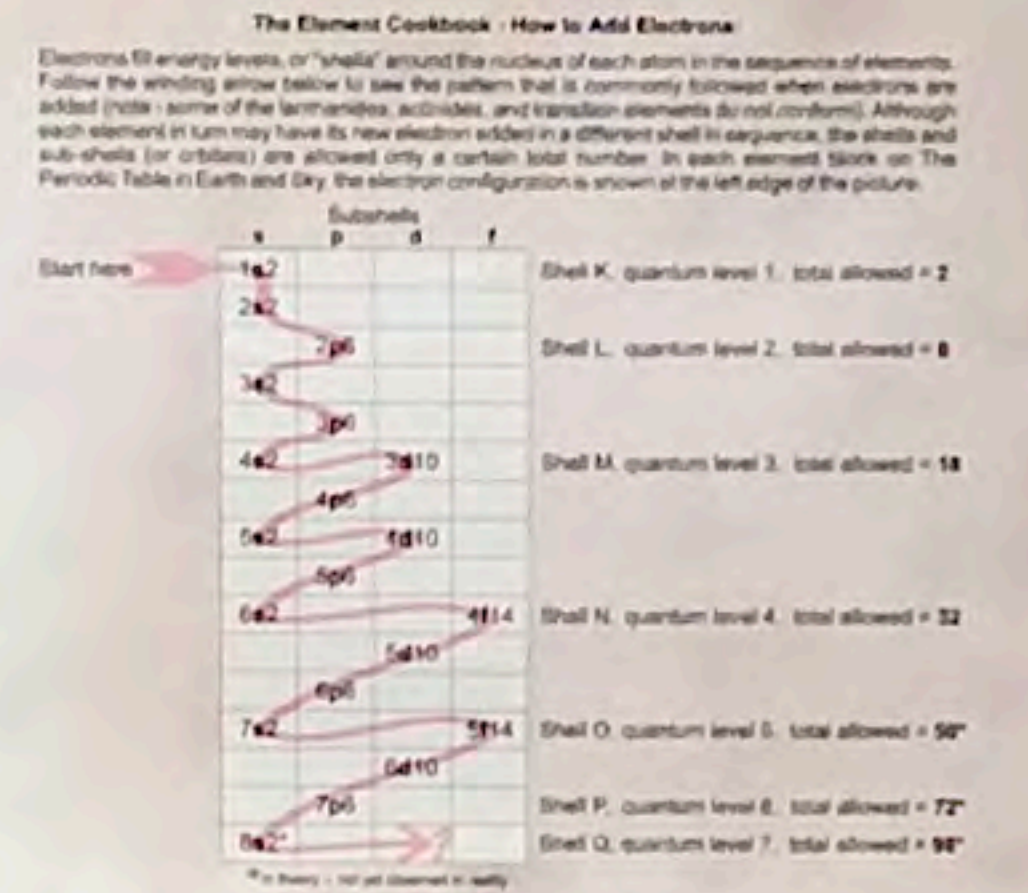 The Element Cookbook - How to Add Electrons
Electrons fill energy levels, or "shells" around the nucleus of each atom in the sequence of elements.
Follow the winding arrow below to see the pattern that is commonly followed when electrons are
added (note - some of the lanthanides, actinides, and transition elements do not conform). Although
each element in turn may have its new electron added in a different shell in sequence, the shells and
sub-shells (or orbitals) are allowed only a certain total number. In each element block on The
Periodic Table in Earth and Sky, the electron configuration is shown at the left edge of the picture.
Subshells
s p d f
Start here 1s2 Shell K, quantum level 1, total allowed = 2
2s2
2p6 Shell L, quantum level 2, total allowed = 8
3s2
3p6
4s2 3d10 Shell M, quantum level 3, total allowed = 18
4p6
5s2 4d10
5p6
6s2 4f14 Shell N, quantum level 4, total allowed = 32
5d10
6p6
7s2 5f14 Shell O, quantum level 5, total allowed = 50*
6d10
7p6 Shell P, quantum level 6, total allowed = 72*
8s2* ? Shell Q, quantum level 7, total allowed = 98*
* in theory - not yet observed in reality